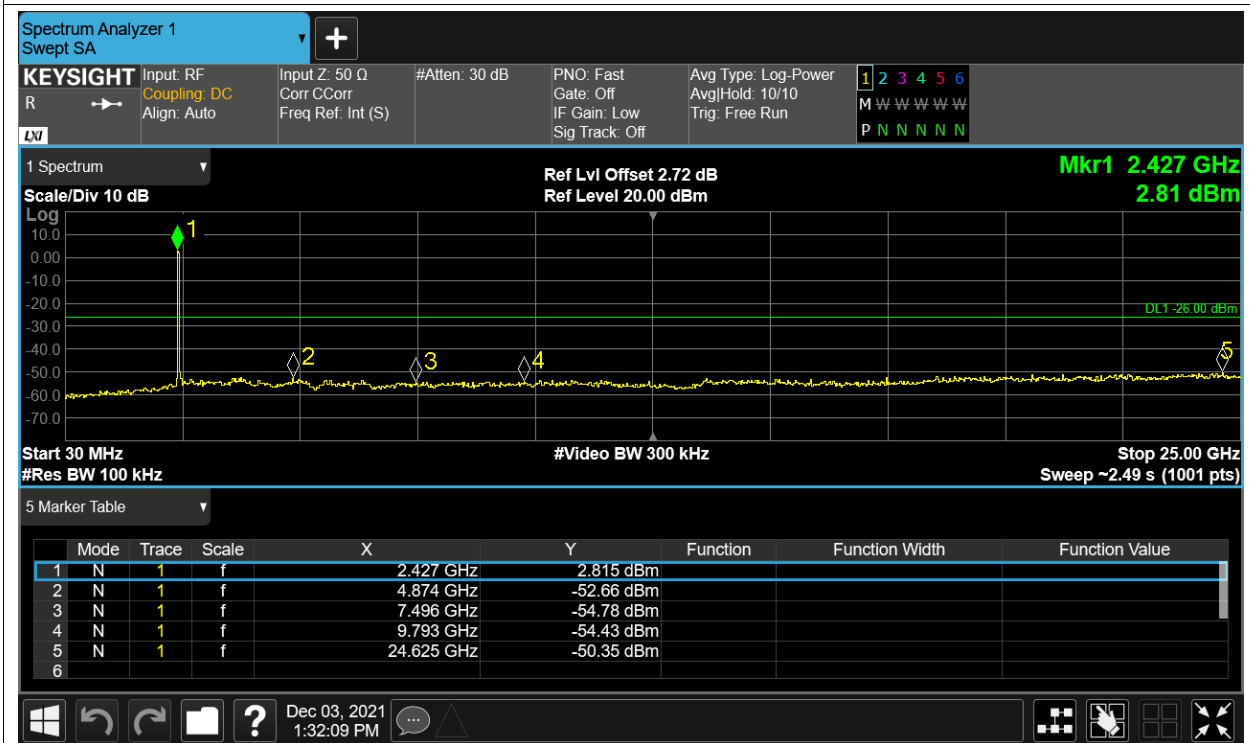 Spectrum Analyzer 1
Swept SA
+
KEYSIGHT Input: RF Input Z: 50 Ω #Atten: 30 dB PNO: Fast Avg Type: Log-Power 1 2 3 4 5 6
R Coupling: DC Corr CCorr Gate: Off Avg|Hold: 10/10 M W W W W W
Align: Auto Freq Ref: Int (S) IF Gain: Low Trig: Free Run
LXI Sig Track: Off P N N N N N
1 Spectrum Ref Lvl Offset 2.72 dB Mkr1 2.427 GHz
Scale/Div 10 dB Ref Level 20.00 dBm 2.81 dBm
Log
10.0 1
0.00
-10.0
-20.0 DL1 -26.00 dBm
-30.0
-40.0 2 3 4 5
-50.0
-60.0
-70.0
Start 30 MHz #Video BW 300 kHz Stop 25.00 GHz
#Res BW 100 kHz Sweep ~2.49 s (1001 pts)
5 Marker Table
Mode Trace Scale X Y Function Function Width Function Value
1 N 1 f 2.427 GHz 2.815 dBm
2 N 1 f 4.874 GHz -52.66 dBm
3 N 1 f 7.496 GHz -54.78 dBm
4 N 1 f 9.793 GHz -54.43 dBm
5 N 1 f 24.625 GHz -50.35 dBm
6
? Dec 03, 2021
1:32:09 PM